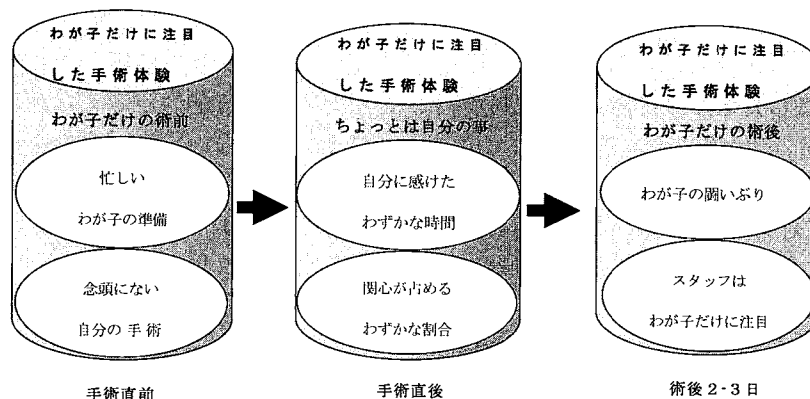 わが子だけに注目
した手術体験
わが子だけの術前
忙しい
わが子の準備
念頭にない
自分の手術
手術直前
わが子だけに注目
した手術体験
ちょっとは自分の事
自分に感けた
わずかな時間
関心が占める
わずかな割合
手術直後
わが子だけに注目
した手術体験
わが子だけの術後
わが子の闘いぶり
スタッフは
わが子だけに注目
術後2-3日